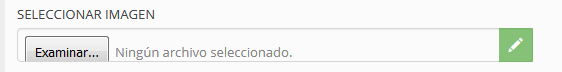 SELECCIONAR IMAGEN
Examinar... Ningún archivo seleccionado.